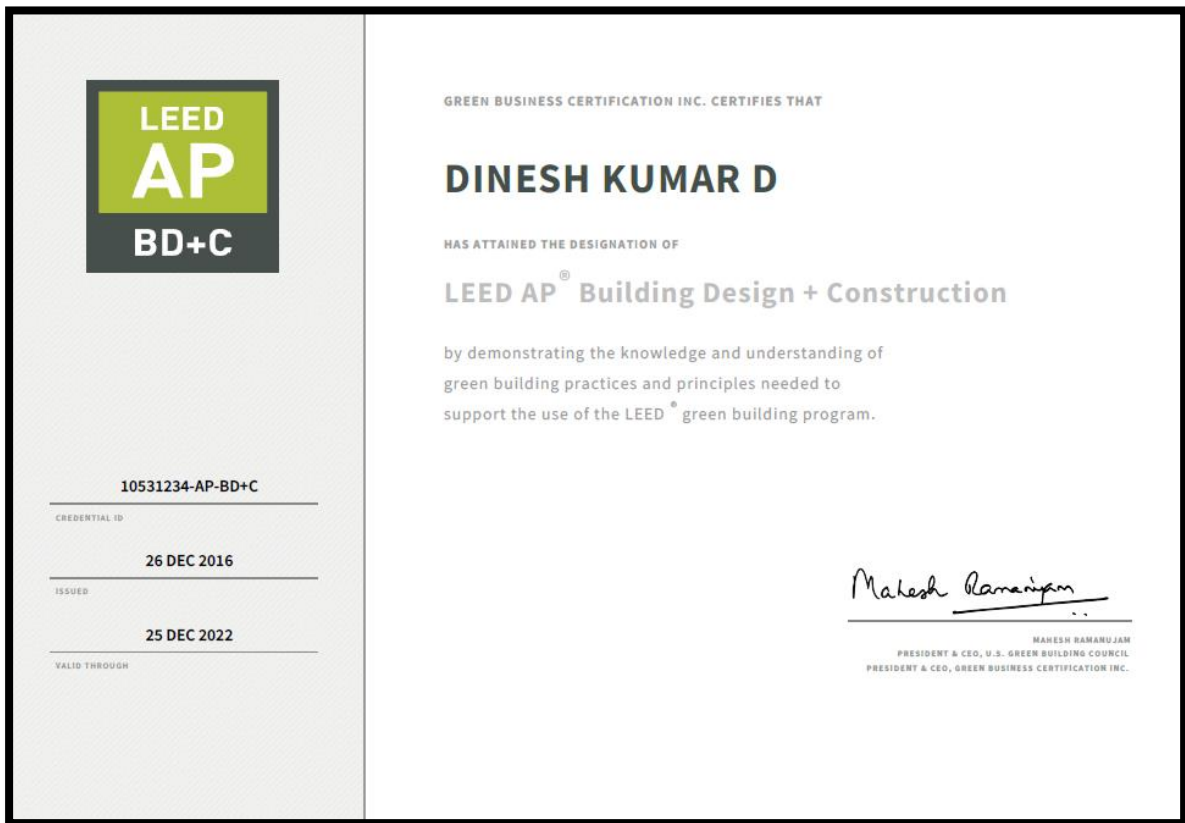 LEED
AP
BD+C
10531234-AP-BD+C
CREDENTIAL ID
26 DEC 2016
ISSUED
25 DEC 2022
VALID THROUGH
GREEN BUSINESS CERTIFICATION INC. CERTIFIES THAT
DINESH KUMAR D
HAS ATTAINED THE DESIGNATION OF
LEED AP® Building Design + Construction
by demonstrating the knowledge and understanding of
green building practices and principles needed to
support the use of the LEED ® green building program.
Mahesh Ramanujam
MAHESH RAMANUJAM
PRESIDENT & CEO, U.S. GREEN BUILDING COUNCIL
PRESIDENT & CEO, GREEN BUSINESS CERTIFICATION INC.